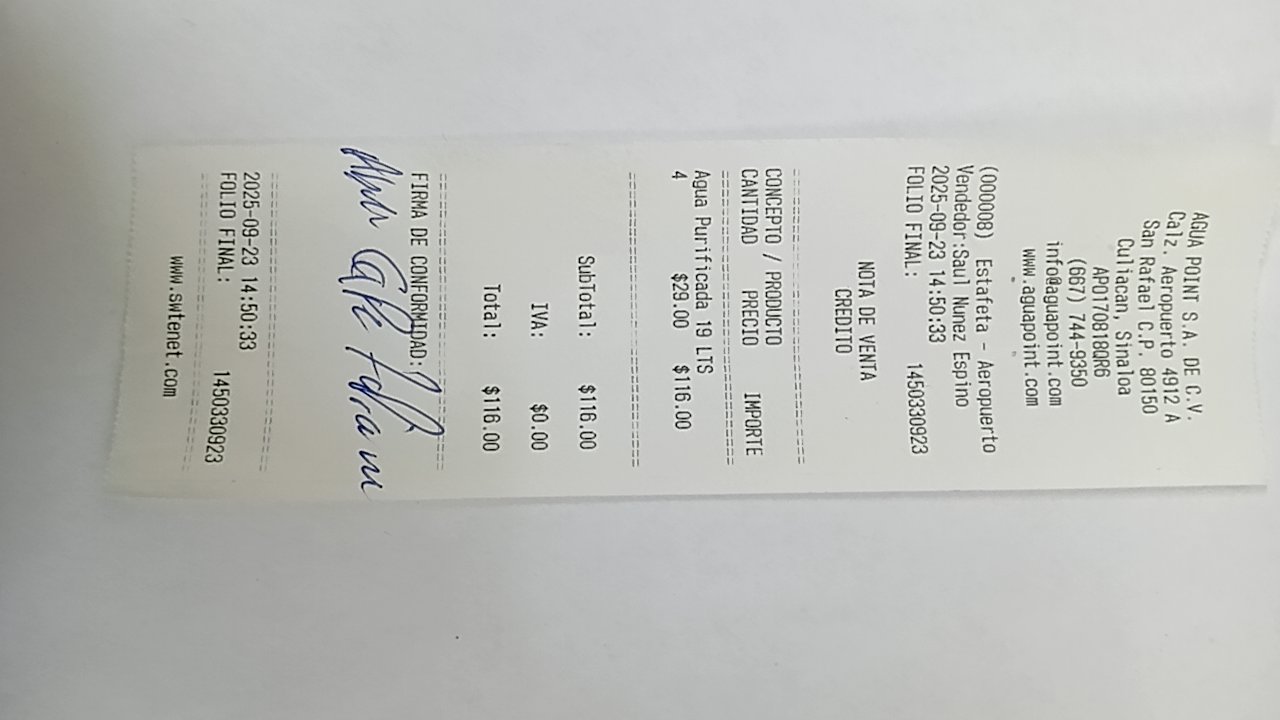 AGUA POINT S.A. DE C.V.
Calz. Aeropuerto 4912 A
San Rafael C.P. 80150
Culiacan, Sinaloa
APO170818QR6
(667) 744-9350
info@aguapoint.com
www.aguapoint.com
(000008) Estafeta - Aeropuerto
Vendedor:Saul Nunez Espino
2025-09-23 14:50:33
FOLIO FINAL: 1450330923
NOTA DE VENTA
CREDITO
CONCEPTO / PRODUCTO
CANTIDAD PRECIO IMPORTE
Agua Purificada 19 LTS
4 $29.00 $116.00
SubTotal: $116.00
IVA: $0.00
Total: $116.00
FIRMA DE CONFORMIDAD:
2025-09-23 14:50:33
FOLIO FINAL: 1450330923
www.swtenet.com